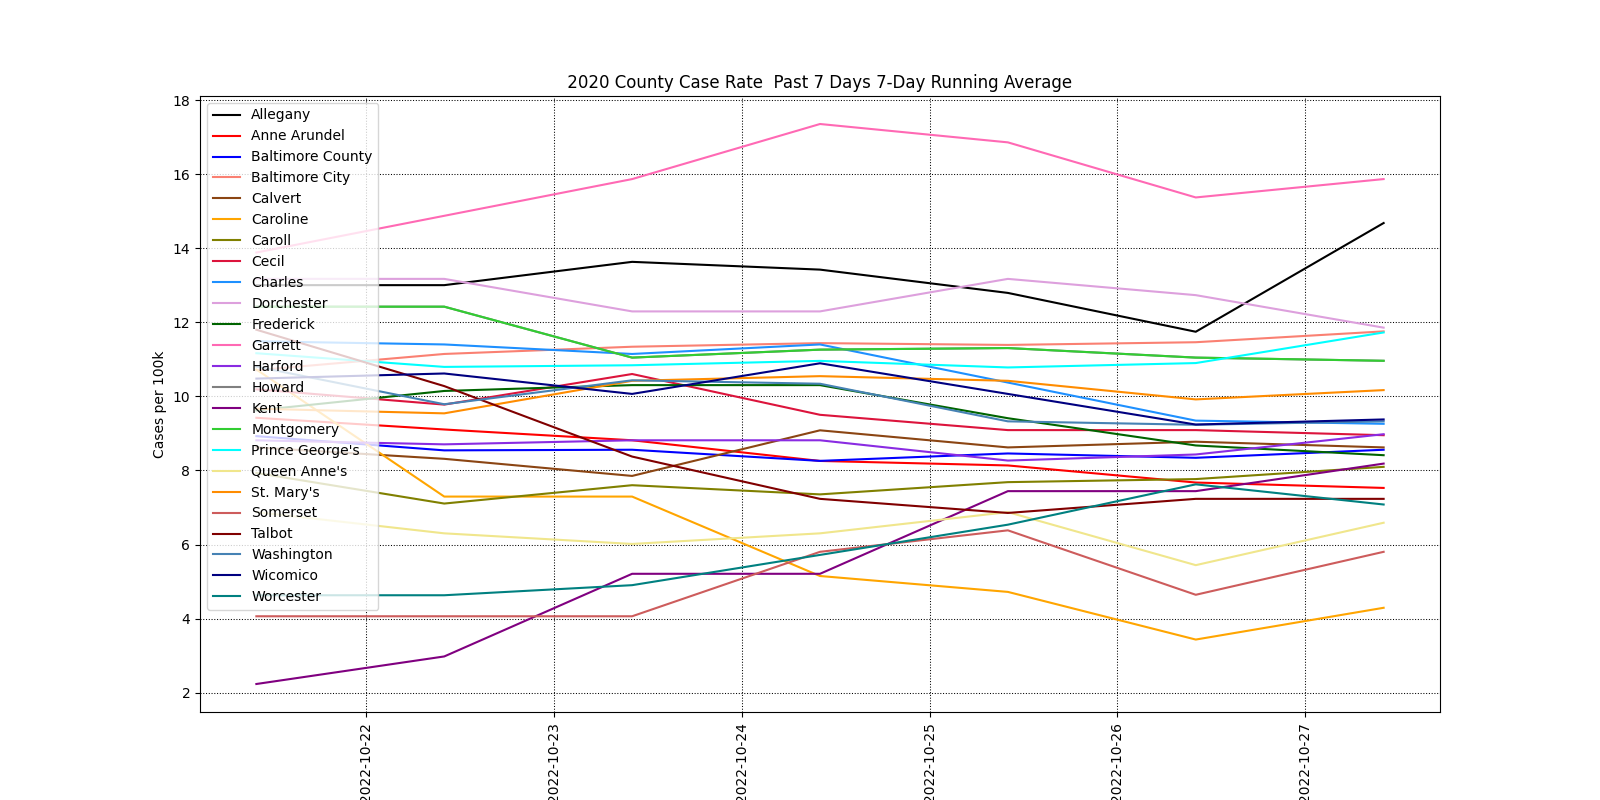 2020 County Case Rate  Past 7 Days 7-Day Running Average
Cases per 100k
18
16
14
12
10
8
6
4
2
Allegany
Anne Arundel
Baltimore County
Baltimore City
Calvert
Caroline
Caroll
Cecil
Charles
Dorchester
Frederick
Garrett
Harford
Howard
Kent
Montgomery
Prince George's
Queen Anne's
St. Mary's
Somerset
Talbot
Washington
Wicomico
Worcester
2022-10-22
2022-10-23
2022-10-24
2022-10-25
2022-10-26
2022-10-27